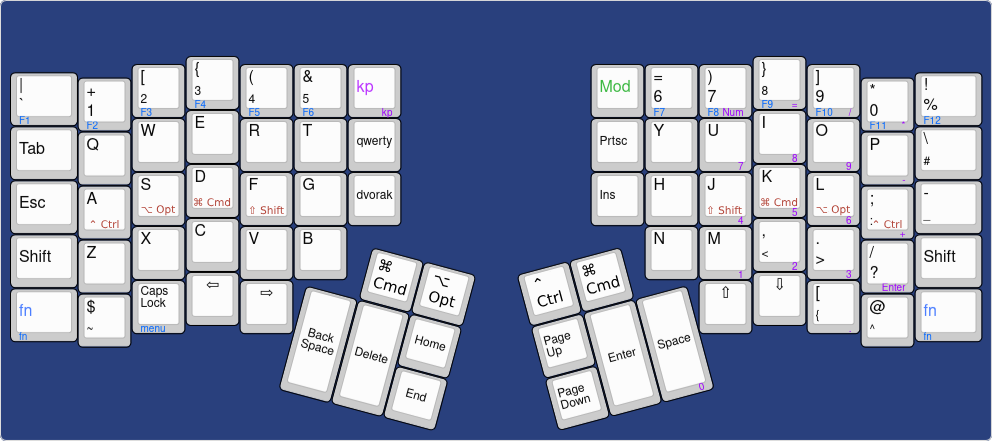 |
`
F1
+
1
F2
[
2
F3
{
3
F4
(
4
F5
&
5
F6
kp
kp
Mod
=
6
F7
)
7
F8 Num
}
8
F9 =
]
9
F10 /
*
0
F11 *
!
%
F12
Tab
Q
W
E
R
T
qwerty
Prtsc
Y
U
7
I
8
O
9
P
-
\
#
Esc
A
⌃ Ctrl
S
⌥ Opt
D
⌘ Cmd
F
⇧ Shift
G
dvorak
Ins
H
J
⇧ Shift
4
K
⌘ Cmd
5
L
⌥ Opt
6
;
:
⌃ Ctrl
+
-
_
Shift
Z
X
C
V
B
N
M
1
,
<
2
.
>
3
/
?
Enter
Shift
fn
fn
$
~
Caps
Lock
menu
⇦
⇨
⇧
⇩
[
{
.
@
^
fn
fn
⌘
Cmd
⌥
Opt
Back
Space
Delete
Home
End
⌃
Ctrl
⌘
Cmd
Page
Up
Enter
Space
0
Page
Down